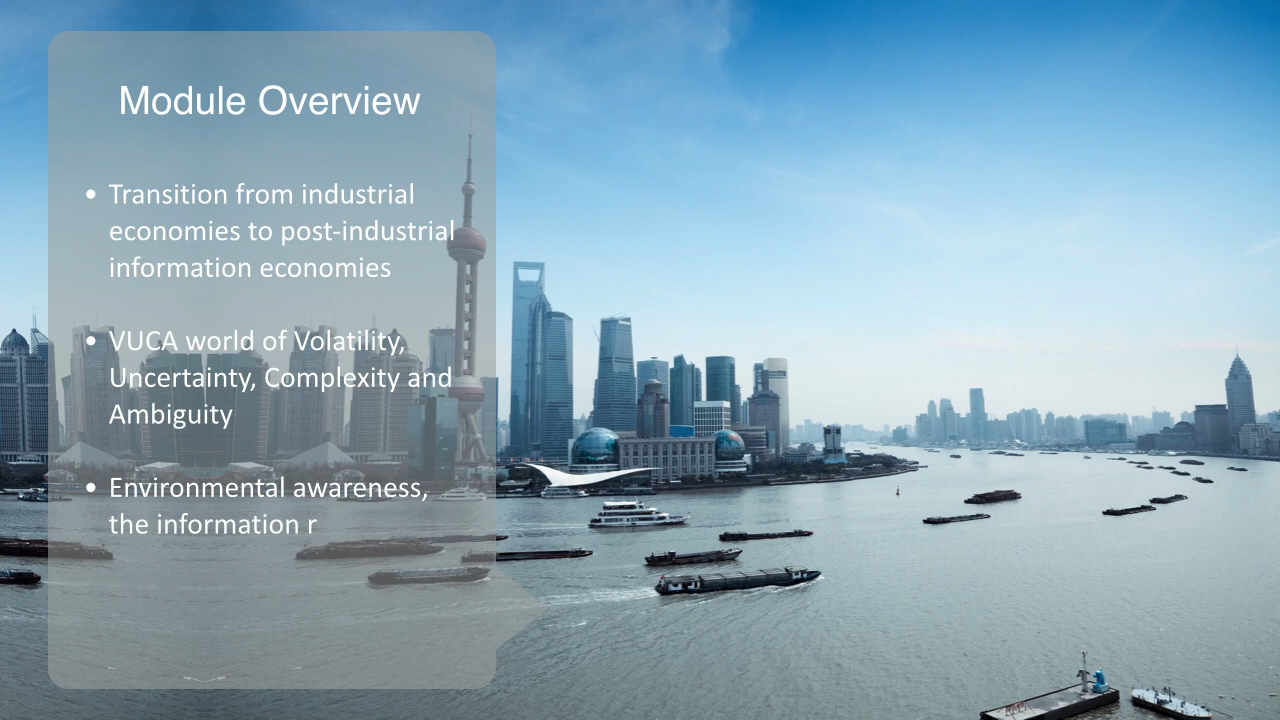 Module Overview
• Transition from industrial
economies to post-industrial
information economies
• VUCA world of Volatility,
Uncertainty, Complexity and
Ambiguity
• Environmental awareness,
the information r